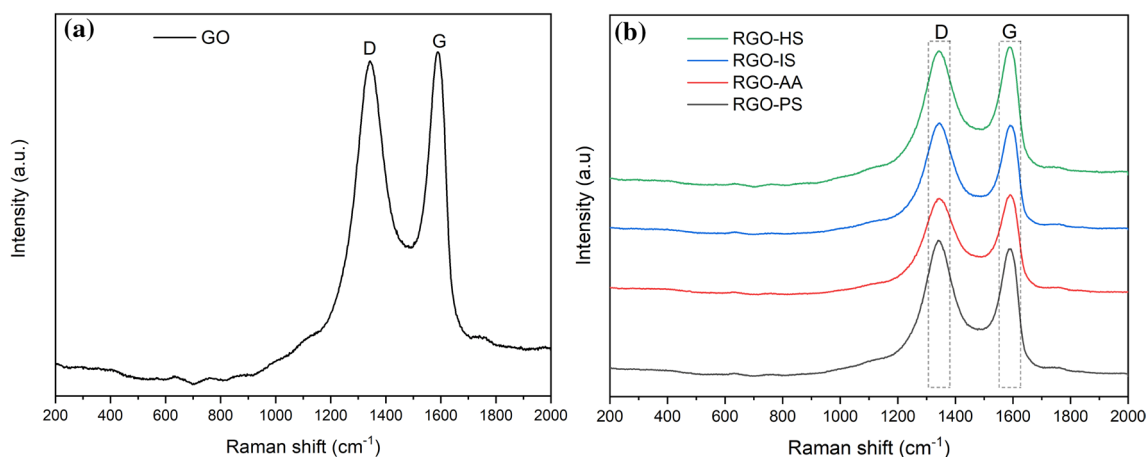 (a)
GO
D
G
Intensity (a.u.)
200 400 600 800 1000 1200 1400 1600 1800 2000
Raman shift (cm⁻¹)
(b)
RGO-HS
RGO-IS
RGO-AA
RGO-PS
D
G
Intensity (a.u)
200 400 600 800 1000 1200 1400 1600 1800 2000
Raman shift (cm⁻¹)